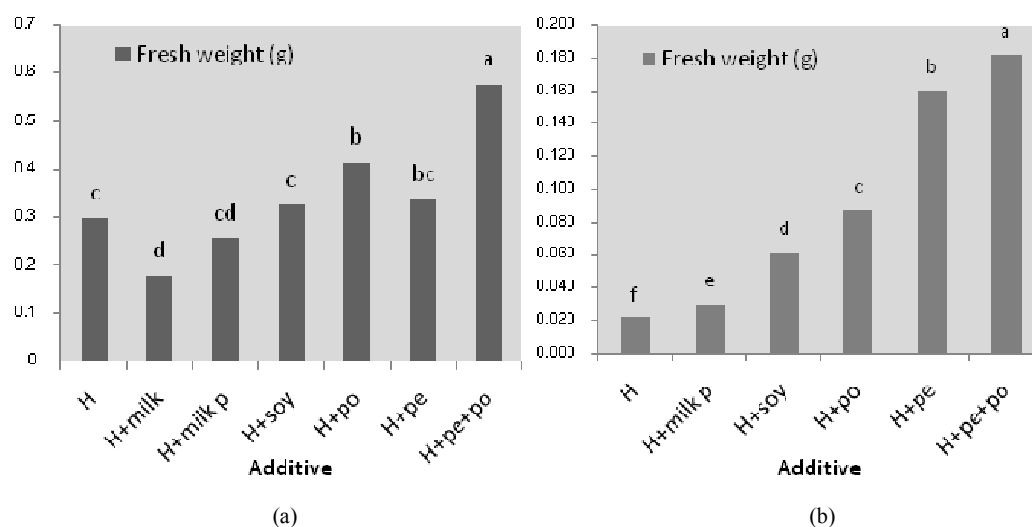 0.7
0.6
0.5
0.4
0.3
0.2
0.1
0
Fresh weight (g)
c
d
cd
c
b
bc
a
H
H+milk
H+milk p
H+soy
H+po
H+pe
H+pe+po
Additive
(a)
0.200
0.180
0.160
0.140
0.120
0.100
0.080
0.060
0.040
0.020
0.000
Fresh weight (g)
f
e
d
c
b
a
H
H+milk p
H+soy
H+po
H+pe
H+pe+po
Additive
(b)